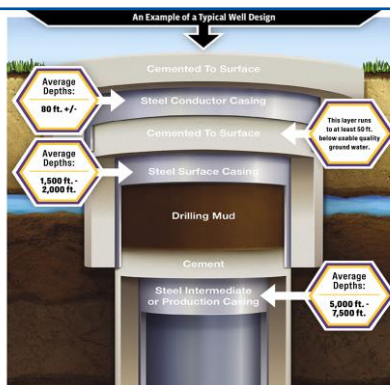 An Example of a Typical Well Design
Cemented To Surface
Average
Depths:
80 ft. +/-
Steel Conductor Casing
Cemented To Surface
This layer runs
to at least 50 ft.
below usable quality
ground water.
Average
Depths:
1,500 ft. -
2,000 ft.
Steel Surface Casing
Drilling Mud
Cement
Steel Intermediate
or Production Casing
Average
Depths:
5,000 ft. -
7,500 ft.